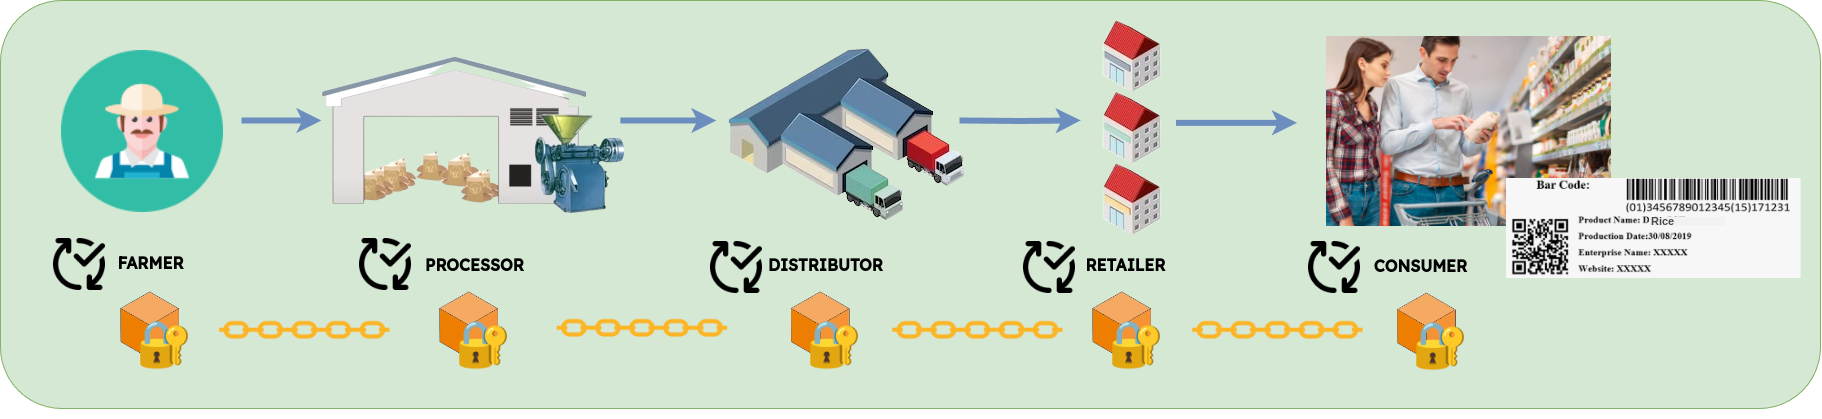 FARMER
PROCESSOR
DISTRIBUTOR
RETAILER
CONSUMER
Bar Code:
(01)3456789012345(15)171231
Product Name: D Rice
Production Date:30/08/2019
Enterprise Name: XXXXX
Website: XXXXX